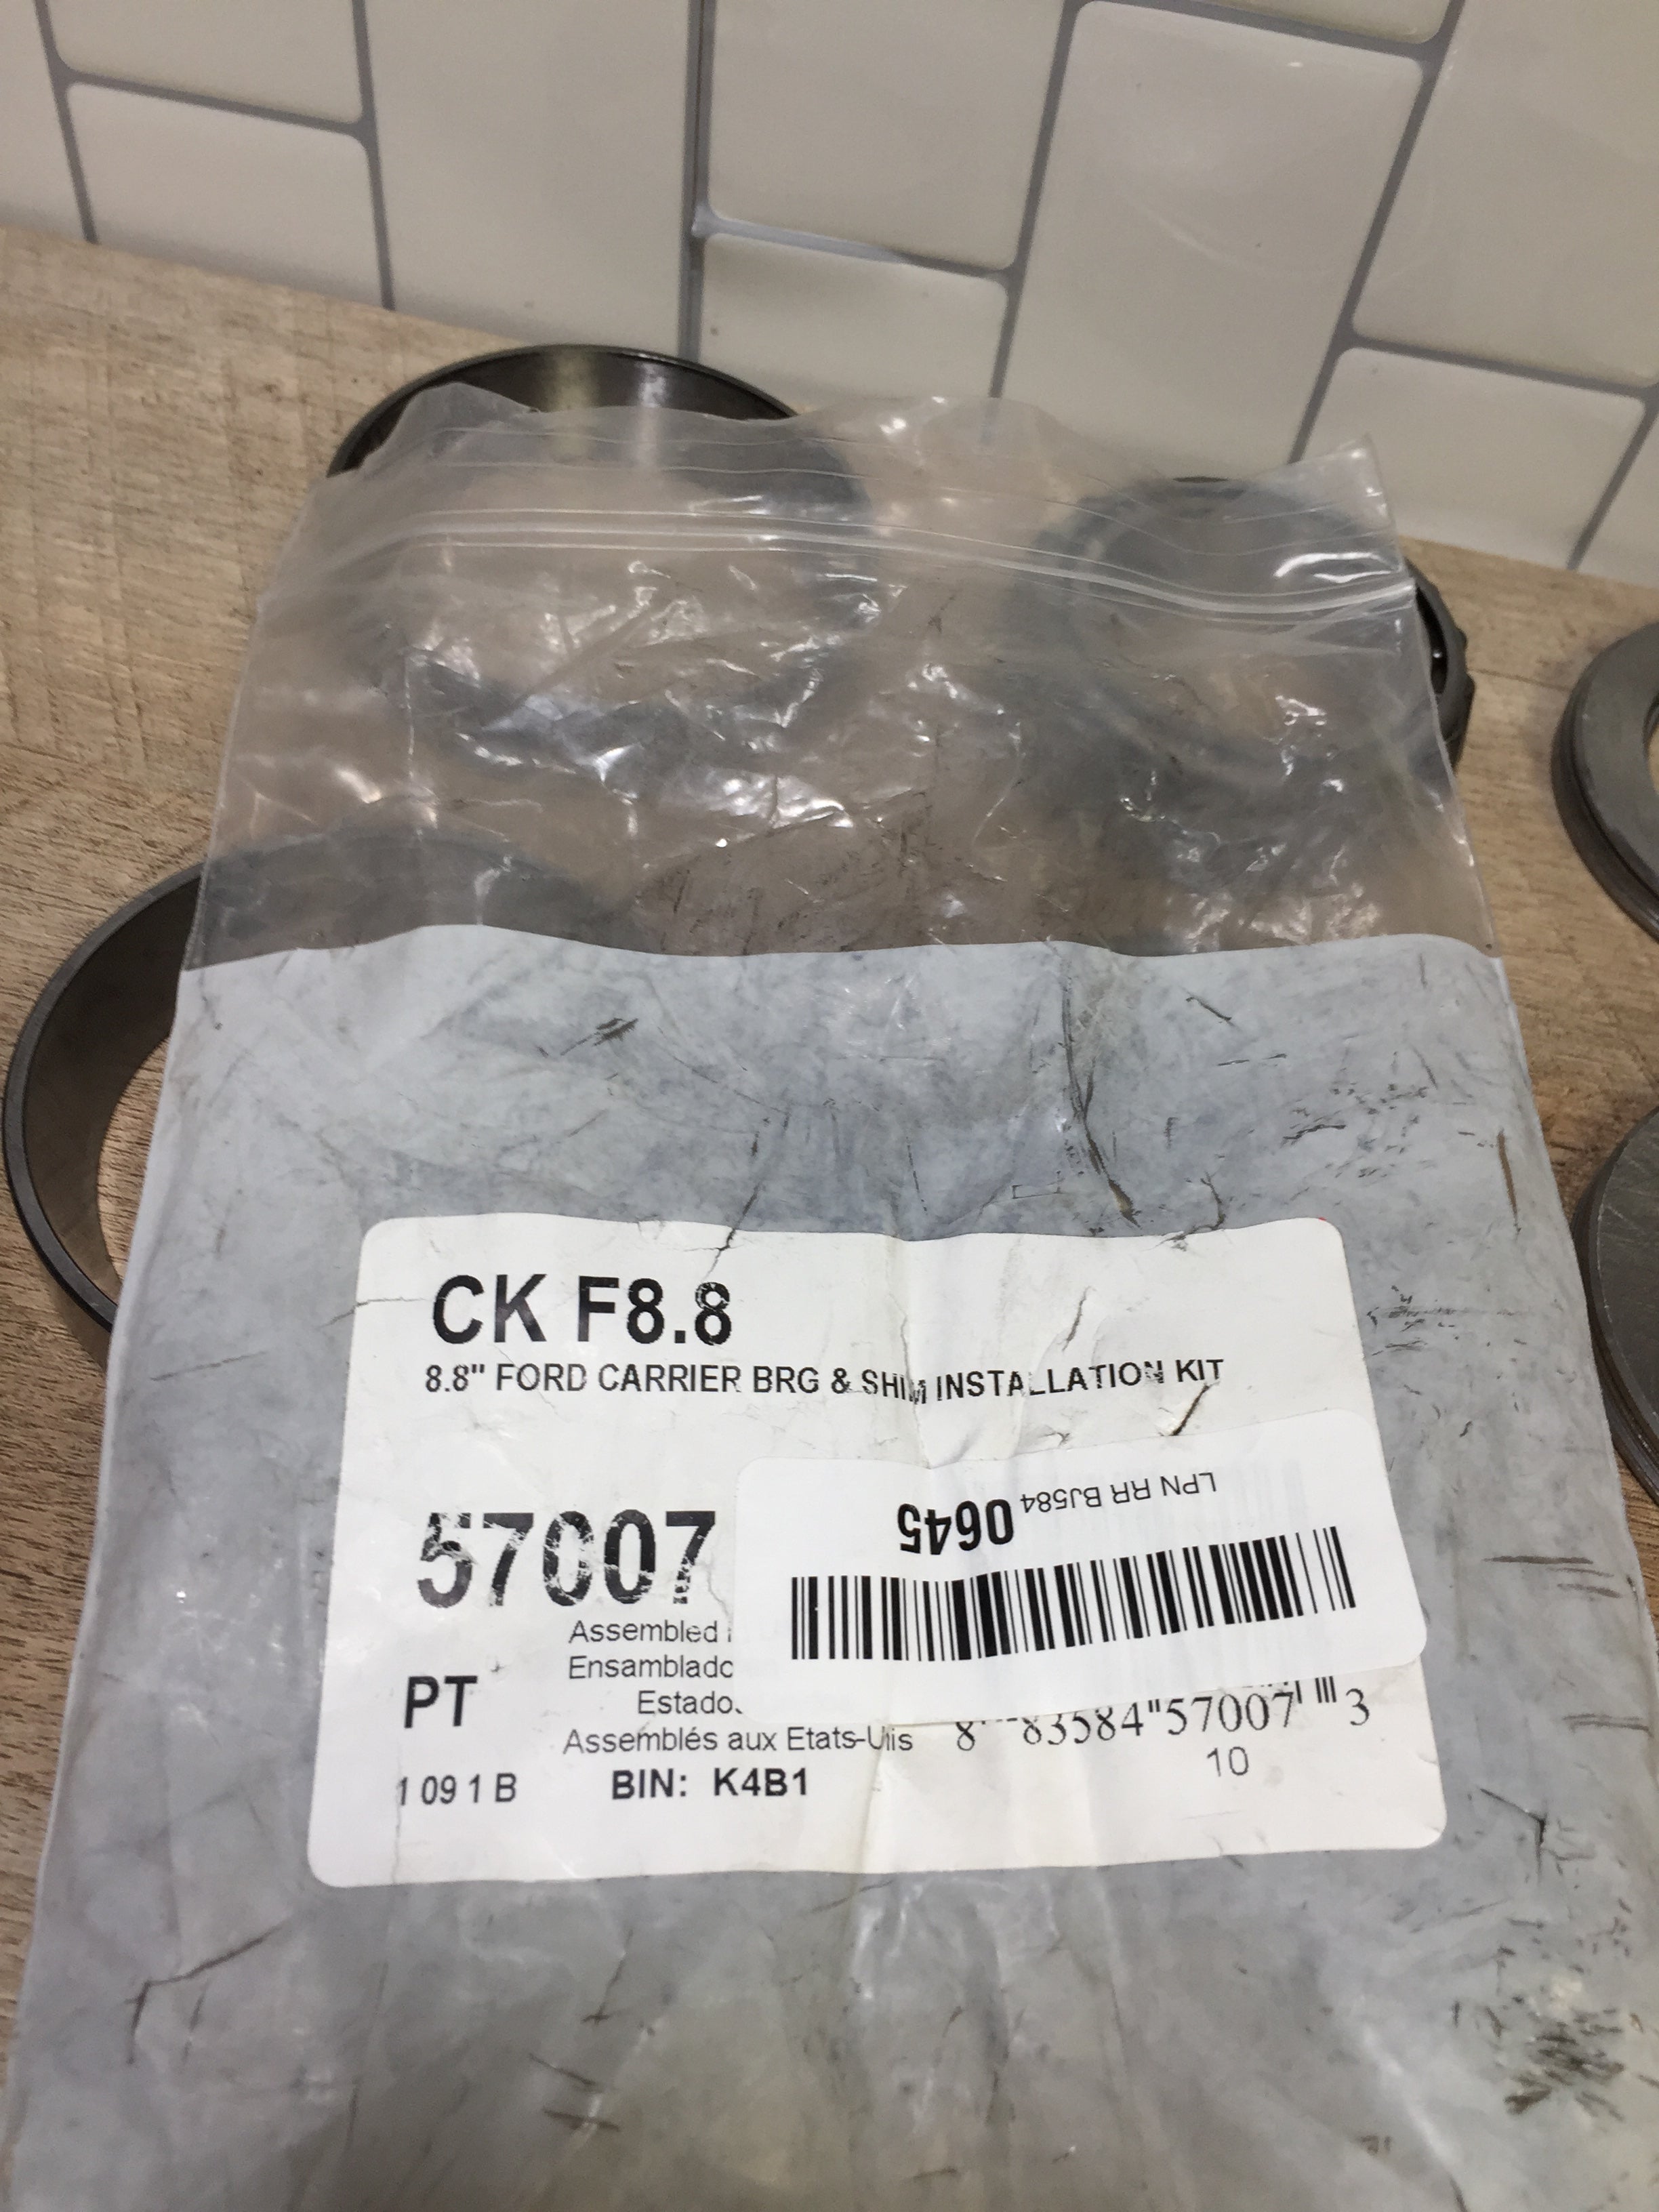 CK F8.8
8.8" FORD CARRIER BRG & SHIM INSTALLATION KIT
57007
LPN RR BJ584 0645
Assembled
Ensamblado
Estado
PT
Assemblés aux Etats-Unis
8 83584"57007 3
10
1 09 1 B
BIN: K4B1